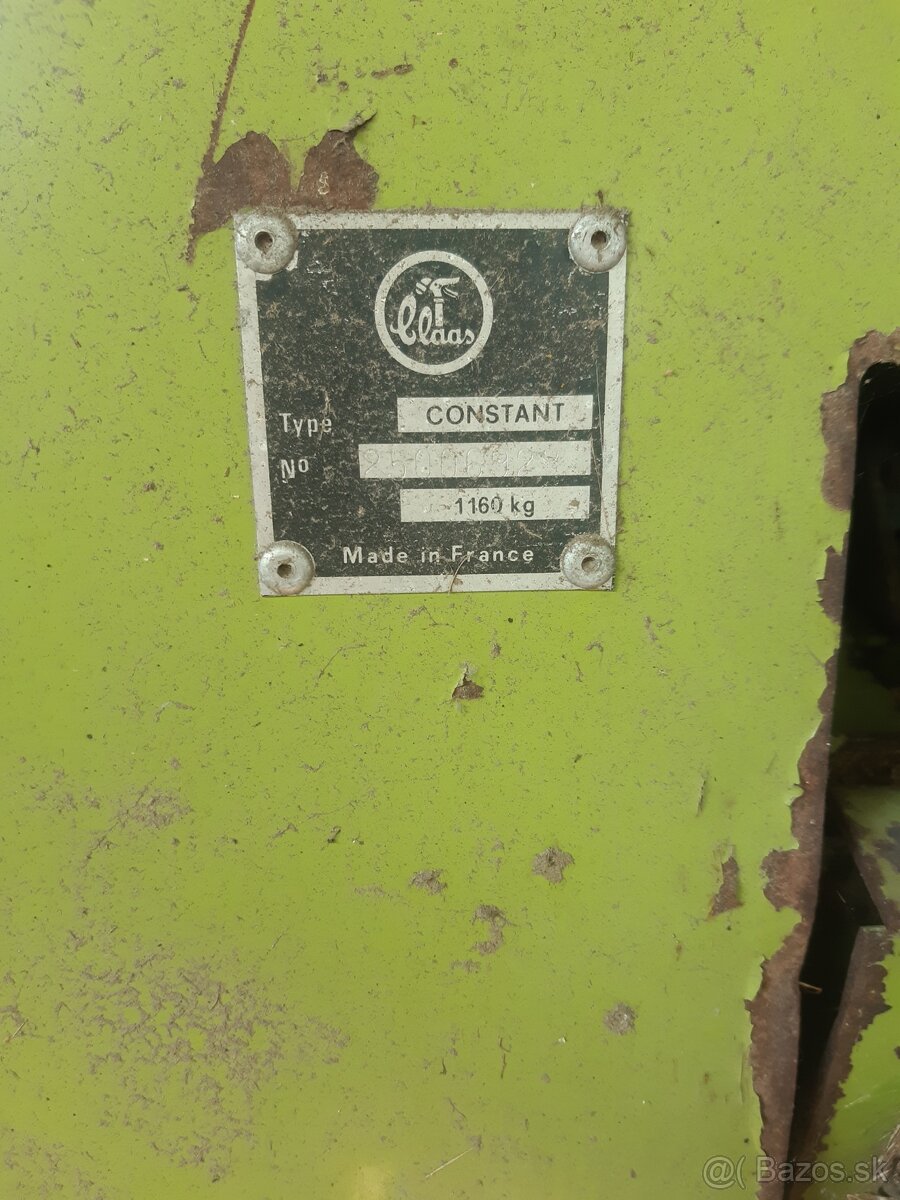 Claas
Type CONSTANT
No
1160 kg
Made in France
@( Bazos.sk